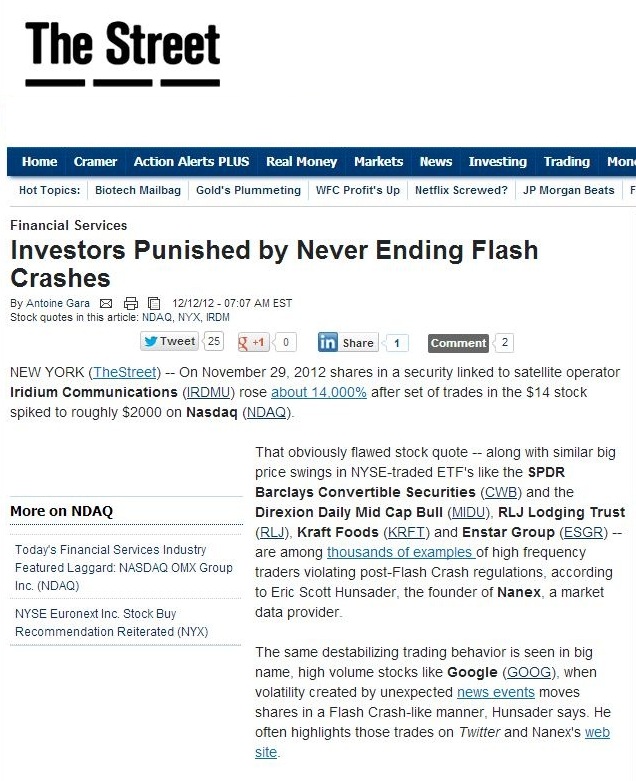 The Street
Home Cramer Action Alerts PLUS Real Money Markets News Investing Trading Mon
Hot Topics: Biotech Mailbag Gold's Plummeting WFC Profit's Up Netflix Screwed? JP Morgan Beats F
Financial Services
Investors Punished by Never Ending Flash
Crashes
By Antoine Gara 12/12/12 - 07:07 AM EST
Stock quotes in this article: NDAQ, NYX, IRDM
Tweet 25 g +1 0 in Share 1 Comment 2
NEW YORK (TheStreet) -- On November 29, 2012 shares in a security linked to satellite operator
Iridium Communications (IRDMU) rose about 14,000% after set of trades in the $14 stock
spiked to roughly $2000 on Nasdaq (NDAQ).
That obviously flawed stock quote -- along with similar big
price swings in NYSE-traded ETF's like the SPDR
Barclays Convertible Securities (CWB) and the
Direxion Daily Mid Cap Bull (MIDU), RLJ Lodging Trust
(RLJ), Kraft Foods (KRFT) and Enstar Group (ESGR) --
are among thousands of examples of high frequency
traders violating post-Flash Crash regulations, according
to Eric Scott Hunsader, the founder of Nanex, a market
data provider.
More on NDAQ
Today's Financial Services Industry
Featured Laggard: NASDAQ OMX Group
Inc. (NDAQ)
NYSE Euronext Inc. Stock Buy
Recommendation Reiterated (NYX)
The same destabilizing trading behavior is seen in big
name, high volume stocks like Google (GOOG), when
volatility created by unexpected news events moves
shares in a Flash Crash-like manner, Hunsader says. He
often highlights those trades on Twitter and Nanex's web
site.